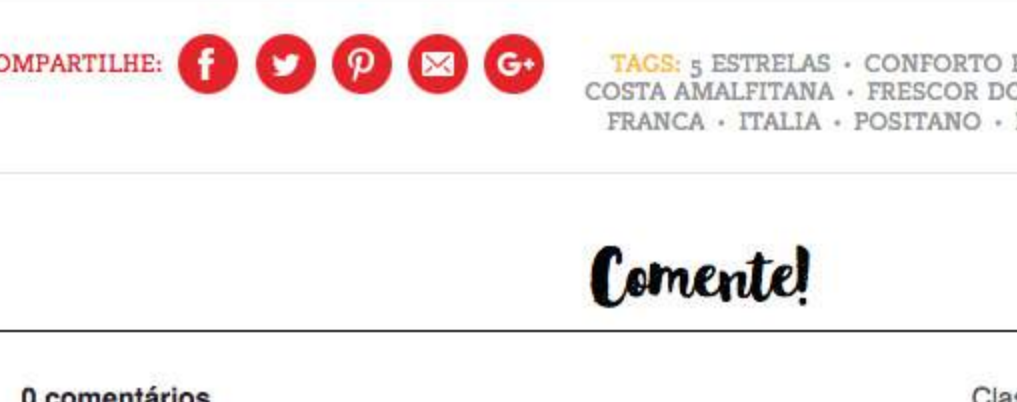 OMPARTILHE:
TAGS: 5 ESTRELAS · CONFORTO
COSTA AMALFITANA · FRESCOR DO
FRANCA · ITALIA · POSITANO ·
Comente!
0 comentários